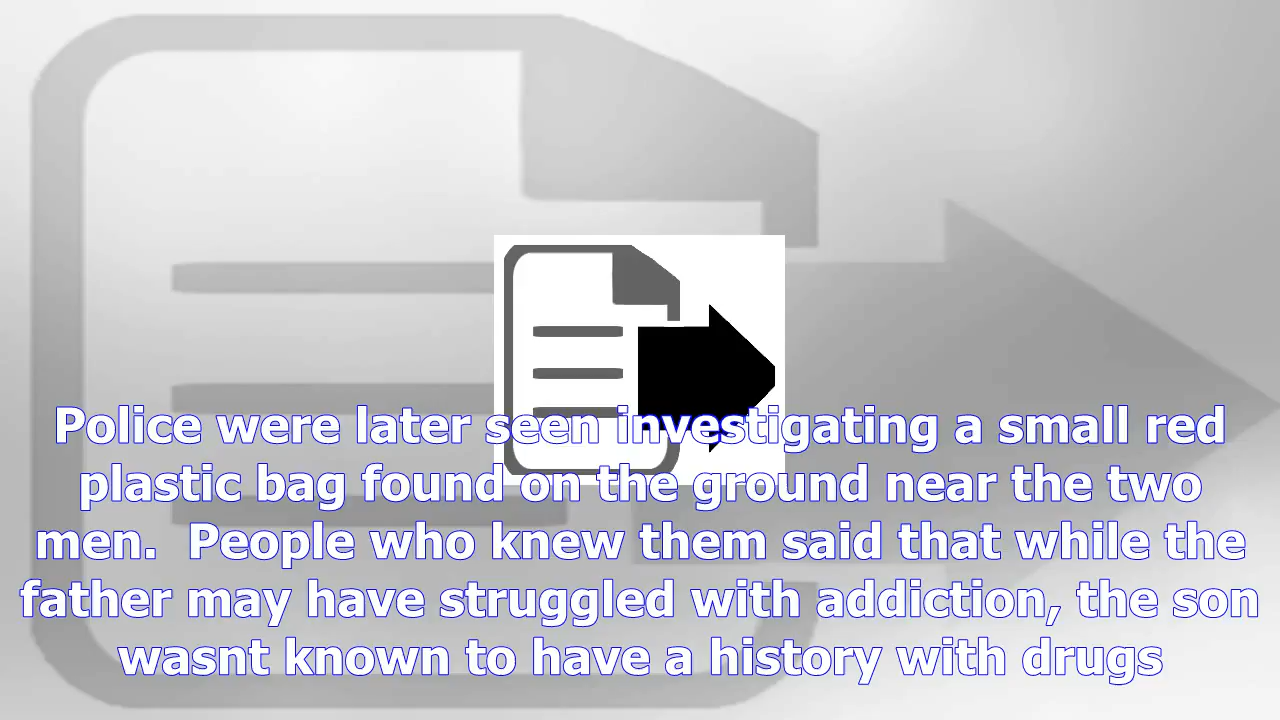 Police were later seen investigating a small red
plastic bag found on the ground near the two
men.  People who knew them said that while the
father may have struggled with addiction, the son
wasnt known to have a history with drugs